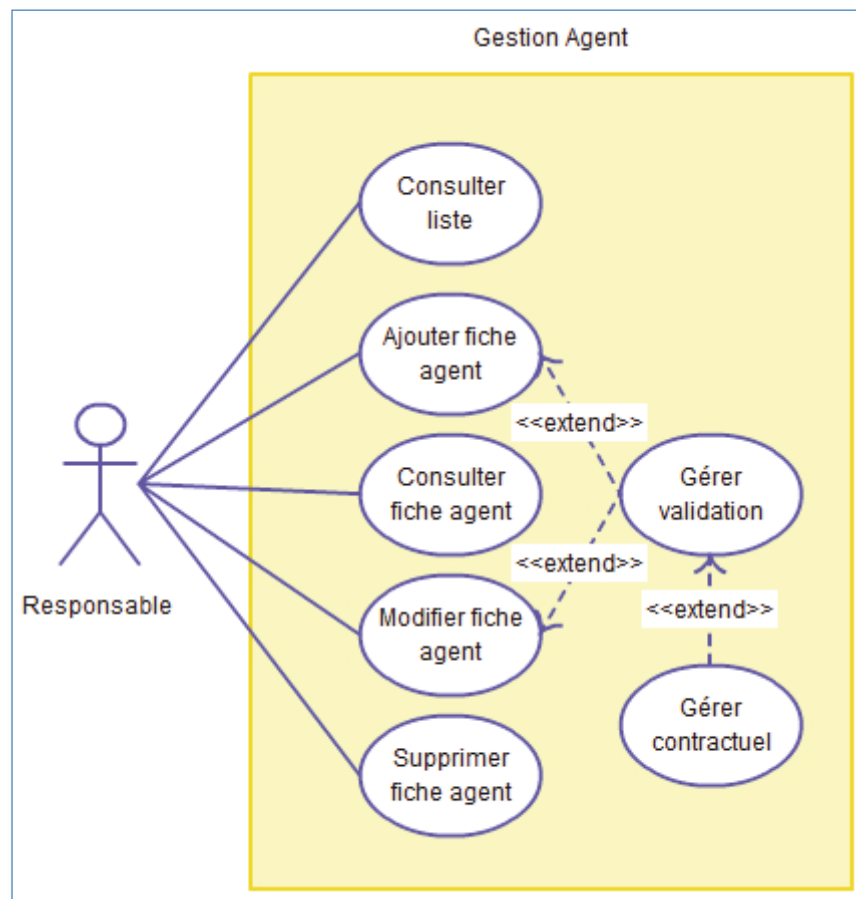 Gestion Agent
Consulter
liste
Ajouter fiche
agent
<<extend>>
Consulter
fiche agent
Gérer
validation
<<extend>>
Responsable
Modifier fiche
agent
<<extend>>
Gérer
contractuel
Supprimer
fiche agent